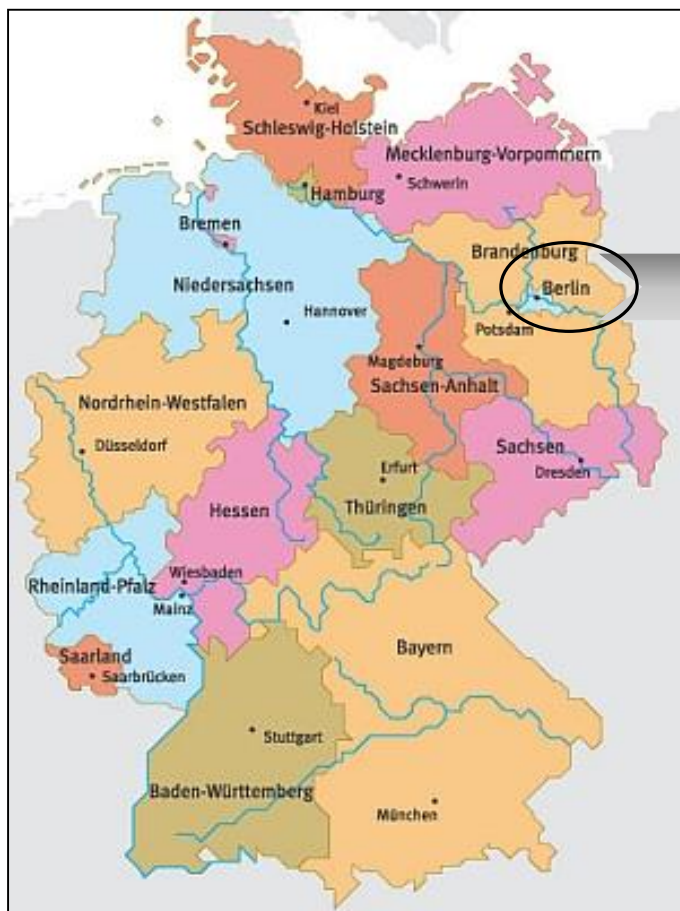 Kiel
Schleswig-Holstein
Mecklenburg-Vorpommern
Schwerin
Hamburg
Bremen
Brandenburg
Niedersachsen
Berlin
Hannover
Potsdam
Magdeburg
Sachsen-Anhalt
Nordrhein-Westfalen
Düsseldorf
Sachsen
Dresden
Erfurt
Thüringen
Hessen
Wiesbaden
Rheinland-Pfalz
Mainz
Saarland
Saarbrücken
Bayern
Stuttgart
Baden-Württemberg
München